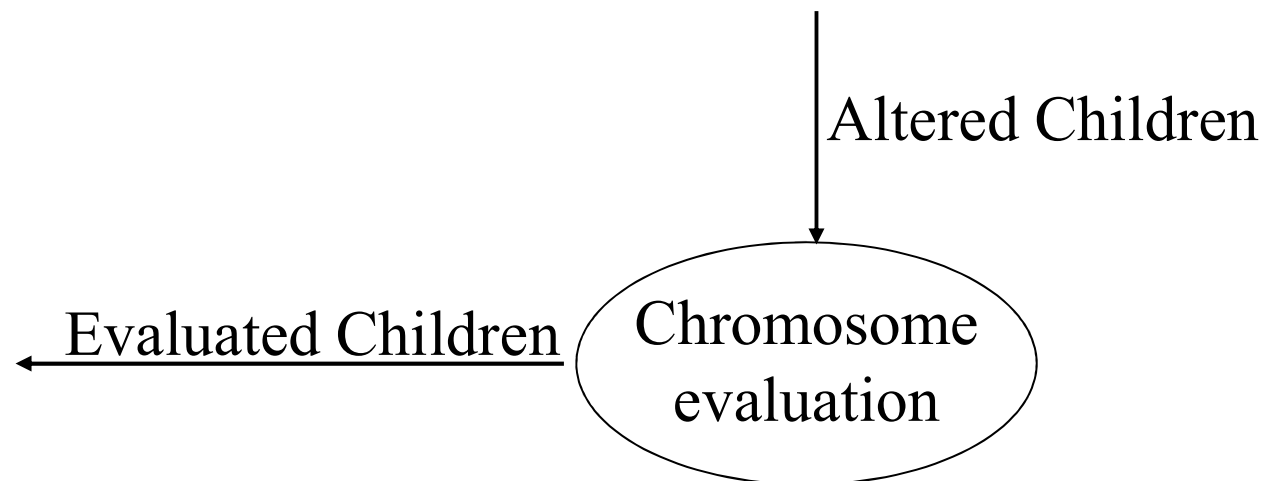 Altered Children
Evaluated Children
Chromosome
evaluation